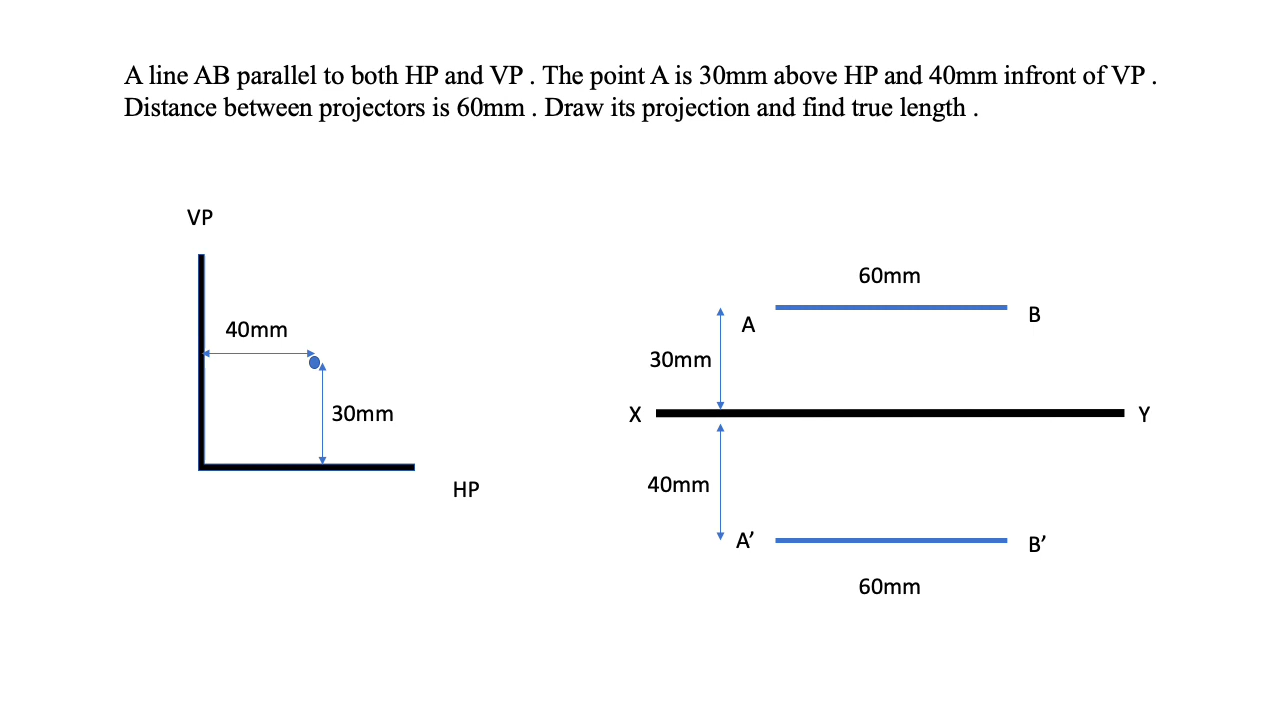 A line AB parallel to both HP and VP . The point A is 30mm above HP and 40mm infront of VP .
Distance between projectors is 60mm . Draw its projection and find true length .
VP
40mm
30mm
HP
60mm
A
B
30mm
X
Y
40mm
A’
B’
60mm